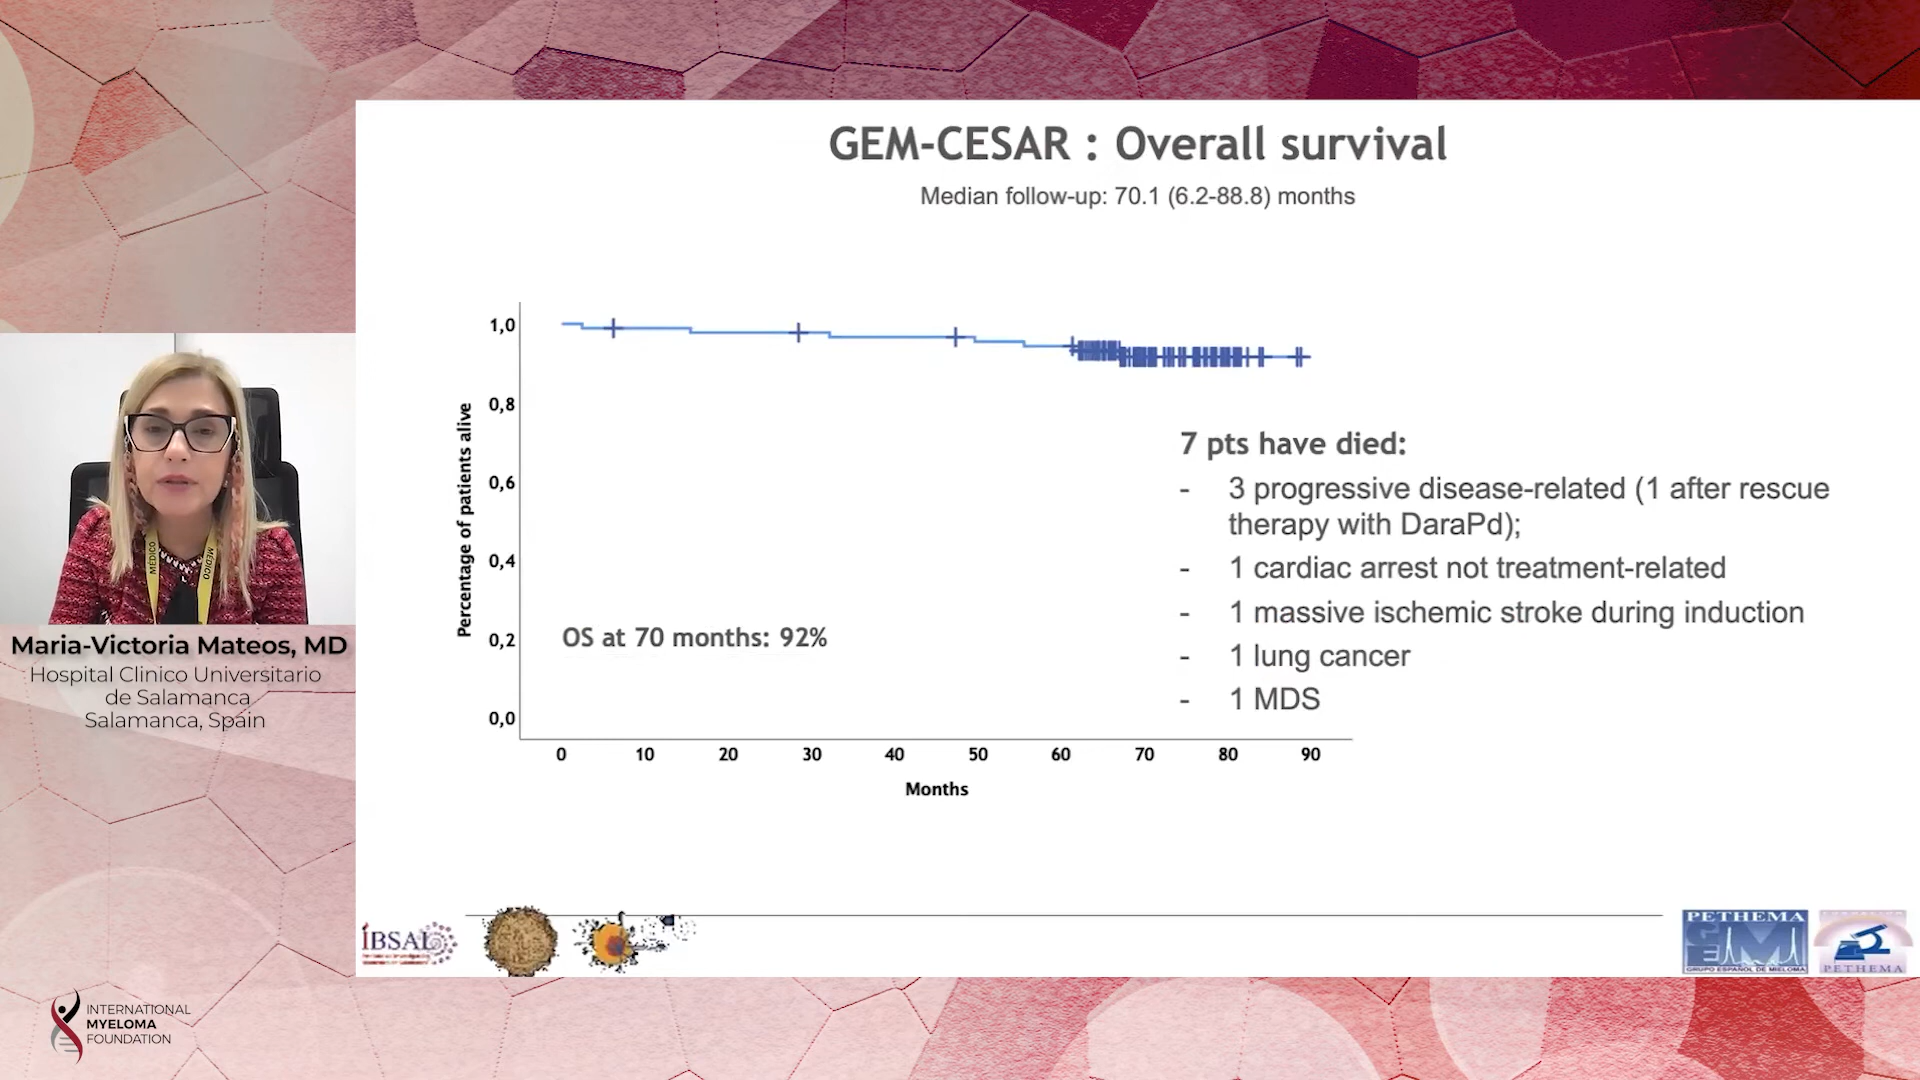 GEM-CESAR : Overall survival
Median follow-up: 70.1 (6.2-88.8) months
Percentage of patients alive
1,0
0,8
0,6
0,4
0,2
0,0
OS at 70 months: 92%
0 10 20 30 40 50 60 70 80 90
Months
7 pts have died:
- 3 progressive disease-related (1 after rescue
therapy with DaraPd);
- 1 cardiac arrest not treatment-related
- 1 massive ischemic stroke during induction
- 1 lung cancer
- 1 MDS
MÉDICO
MÉDICO
Maria-Victoria Mateos, MD
Hospital Clinico Universitario
de Salamanca
Salamanca, Spain
IBSAL
PETHEMA
GEM
GRUPO ESPAÑOL DE MIELOMA
PETHEMA
INTERNATIONAL
MYELOMA
FOUNDATION